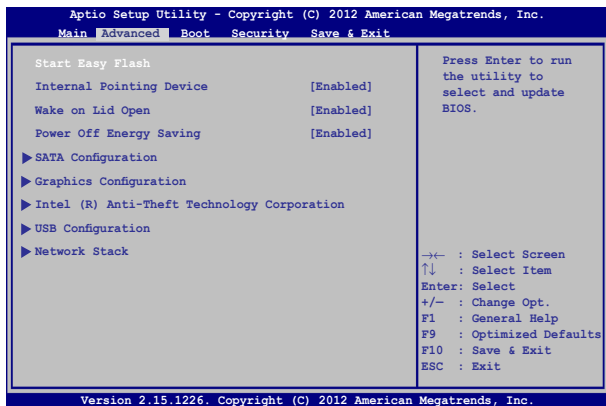 Aptio Setup Utility - Copyright (C) 2012 American Megatrends, Inc.
Main Advanced Boot Security Save & Exit
Start Easy Flash
Internal Pointing Device [Enabled]
Wake on Lid Open [Enabled]
Power Off Energy Saving [Enabled]
SATA Configuration
Graphics Configuration
Intel (R) Anti-Theft Technology Corporation
USB Configuration
Network Stack
Press Enter to run
the utility to
select and update
BIOS.
→← : Select Screen
↑↓ : Select Item
Enter: Select
+/— : Change Opt.
F1 : General Help
F9 : Optimized Defaults
F10 : Save & Exit
ESC : Exit
Version 2.15.1226. Copyright (C) 2012 American Megatrends, Inc.